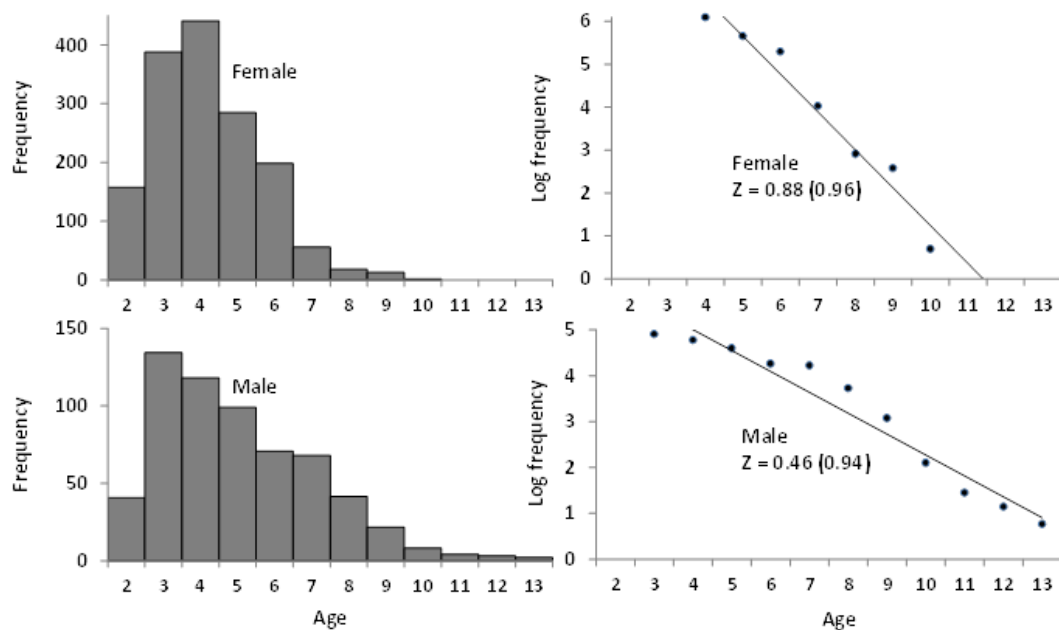 Frequency
400
300
200
100
0
Female
2 3 4 5 6 7 8 9 10 11 12 13
Log frequency
6
5
4
3
2
1
0
Female
Z = 0.88 (0.96)
2 3 4 5 6 7 8 9 10 11 12 13
Frequency
150
100
50
0
Male
2 3 4 5 6 7 8 9 10 11 12 13
Age
Log frequency
5
4
3
2
1
0
Male
Z = 0.46 (0.94)
2 3 4 5 6 7 8 9 10 11 12 13
Age